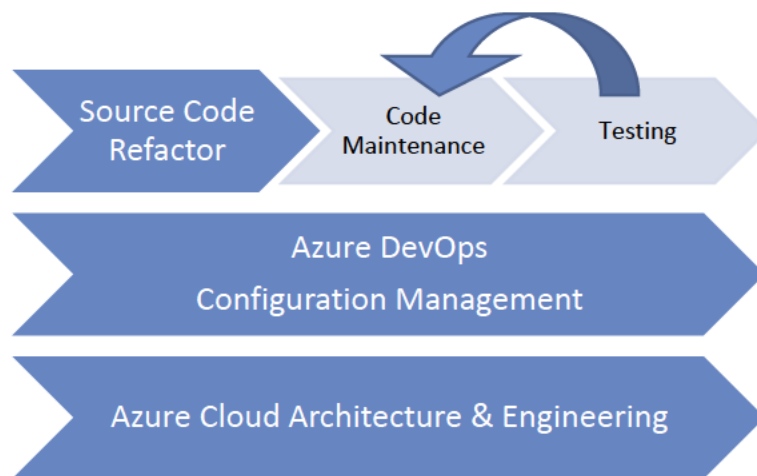 Source Code
Refactor
Code
Maintenance
Testing
Azure DevOps
Configuration Management
Azure Cloud Architecture & Engineering